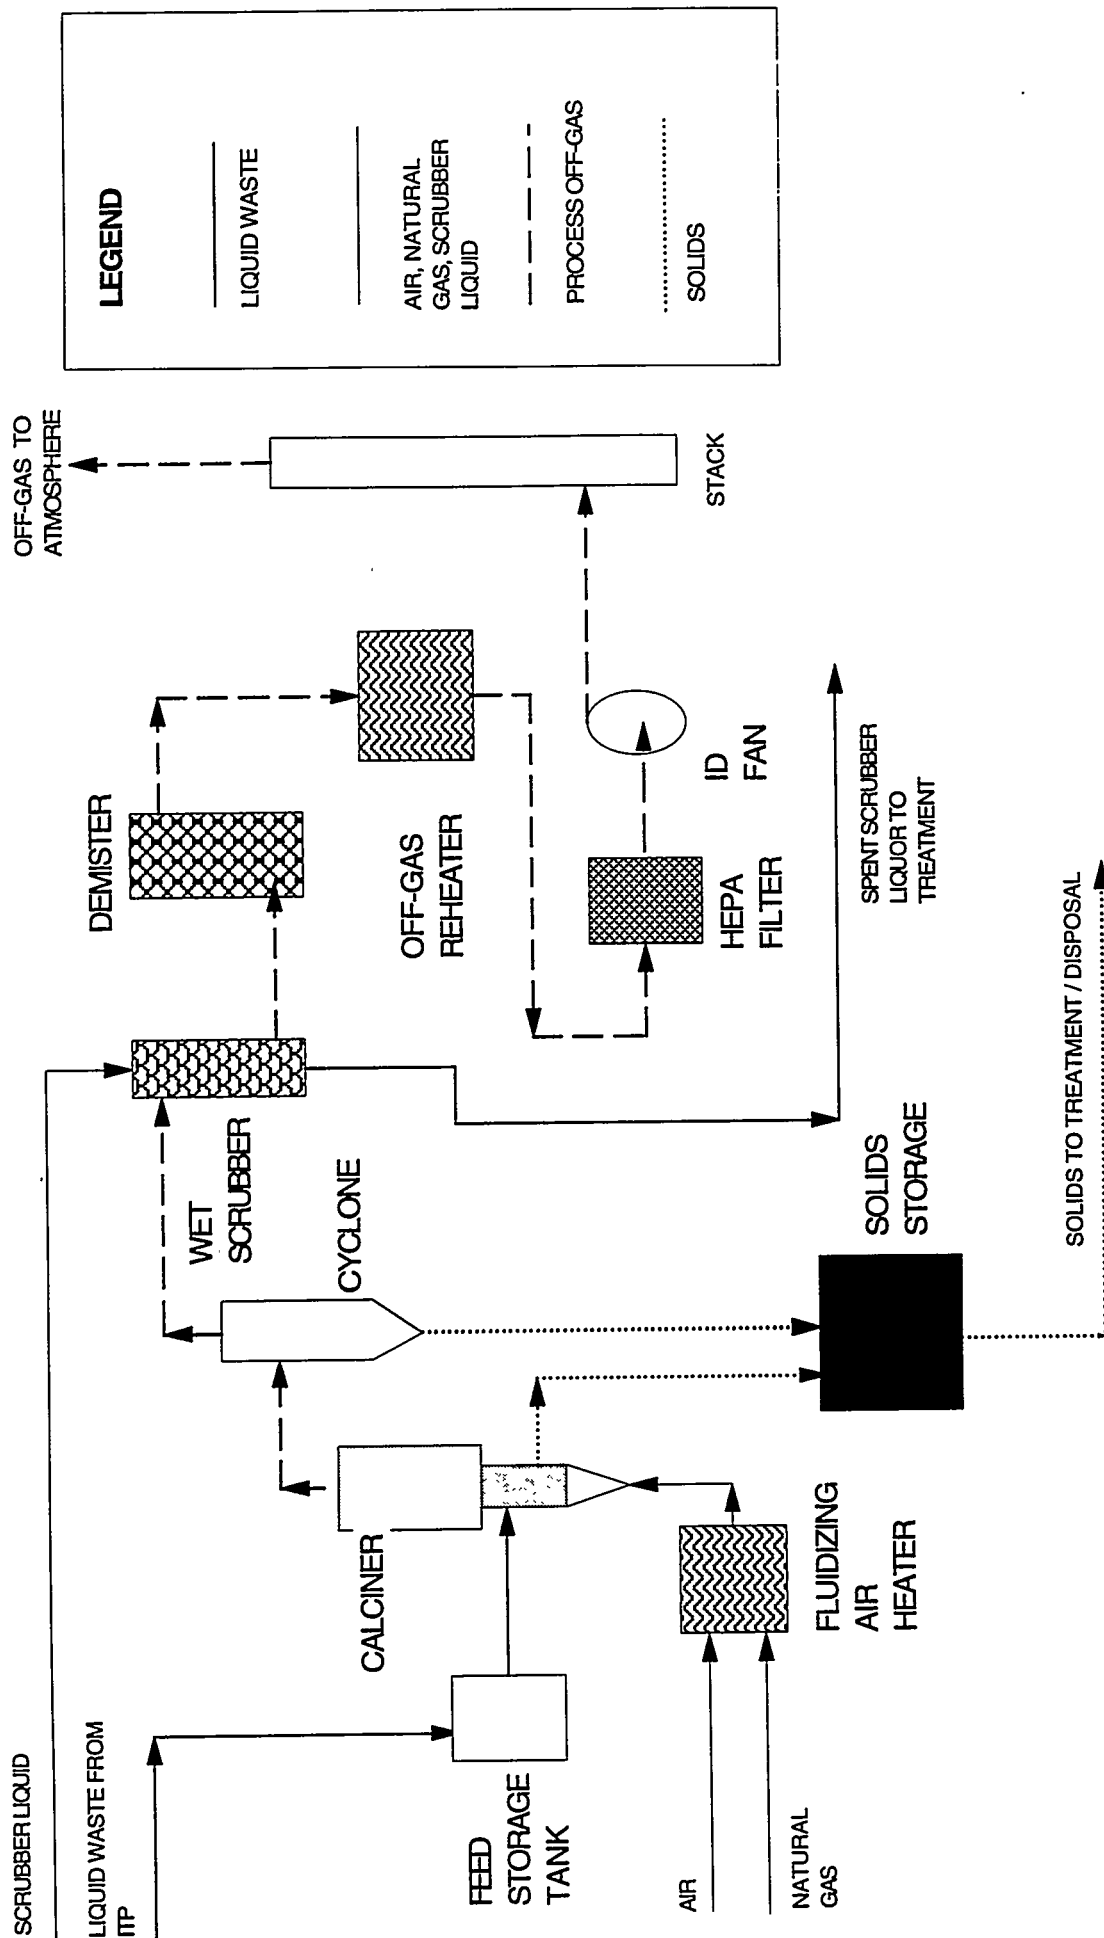 SCRUBBER LIQUID
LIQUID WASTE FROM
ITP
FEED
STORAGE
TANK
AIR
NATURAL
GAS
CALCINER
FLUIDIZING
AIR
HEATER
CYCLONE
WET
SCRUBBER
SOLIDS
STORAGE
SOLIDS TO TREATMENT / DISPOSAL
DEMISTER
OFF-GAS
REHEATER
HEPA
FILTER
ID
FAN
SPENT SCRUBBER
LIQUOR TO
TREATMENT
OFF-GAS TO
ATMOSPHERE
STACK
LEGEND
LIQUID WASTE
AIR, NATURAL
GAS, SCRUBBER
LIQUID
PROCESS OFF-GAS
SOLIDS